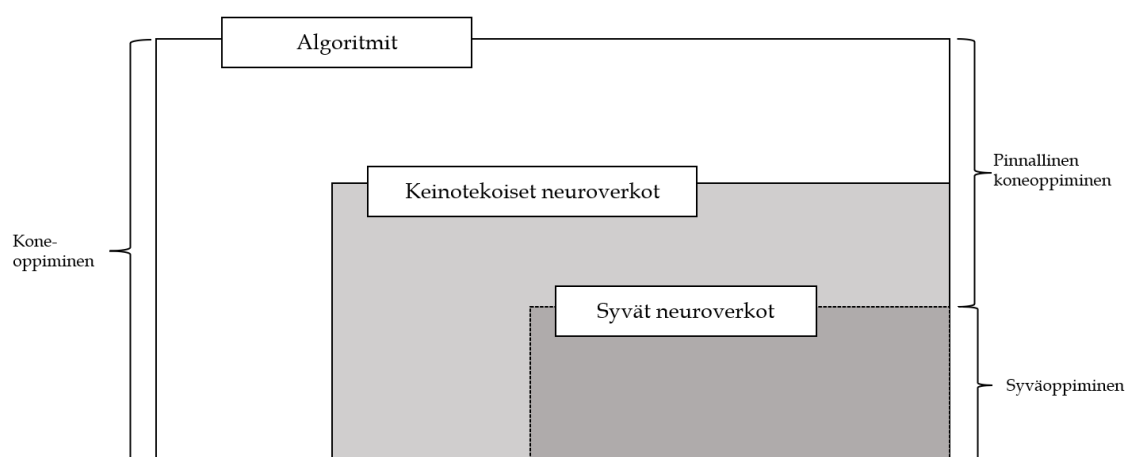 Algoritmit
Pinnallinen
koneoppiminen
Keinotekoiset neuroverkot
Kone-
oppiminen
Syvät neuroverkot
Syväoppiminen